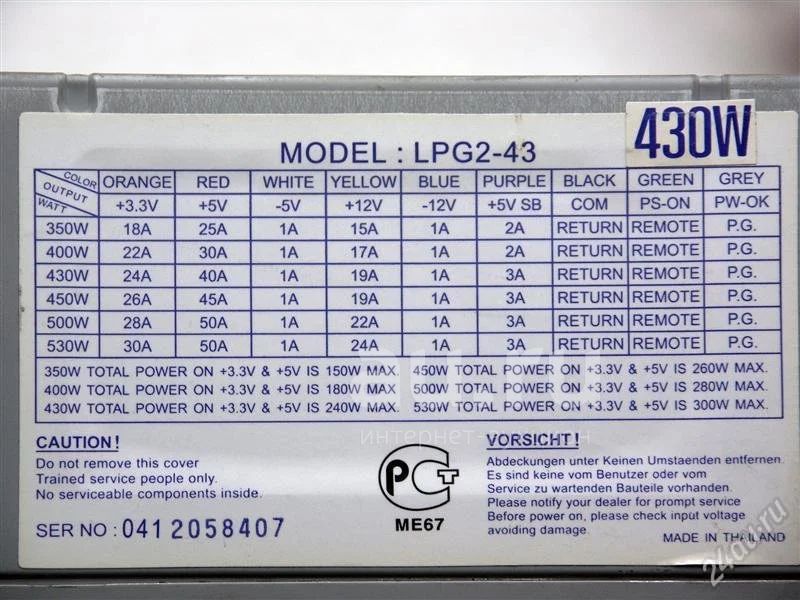 430W
MODEL : LPG2-43
COLOR OUTPUT WATT ORANGE RED WHITE YELLOW BLUE PURPLE BLACK GREEN GREY
+3.3V +5V -5V +12V -12V +5V SB COM PS-ON PW-OK
350W 18A 25A 1A 15A 1A 2A RETURN REMOTE P.G.
400W 22A 30A 1A 17A 1A 2A RETURN REMOTE P.G.
430W 24A 40A 1A 19A 1A 3A RETURN REMOTE P.G.
450W 26A 45A 1A 19A 1A 3A RETURN REMOTE P.G.
500W 28A 50A 1A 22A 1A 3A RETURN REMOTE P.G.
530W 30A 50A 1A 24A 1A 3A RETURN REMOTE P.G.
350W TOTAL POWER ON +3.3V & +5V IS 150W MAX. 450W TOTAL POWER ON +3.3V & +5V IS 260W MAX.
400W TOTAL POWER ON +3.3V & +5V IS 180W MAX. 500W TOTAL POWER ON +3.3V & +5V IS 280W MAX.
430W TOTAL POWER ON +3.3V & +5V IS 240W MAX. 530W TOTAL POWER ON +3.3V & +5V IS 300W MAX.
au.ru
CAUTION!
Do not remove this cover
Trained service people only.
No serviceable components inside.
SER NO : 0412058407
РСТ
ME67
VORSICHT!
Abdeckungen unter Keinen Umstaenden entfernen.
Es sind keine vom Benutzer oder vom
Service zu wartenden Bauteile vorhanden.
Please notify your dealer for prompt service
Before power on, please check input voltage
avoiding damage.
MADE IN THAILAND
24au.ru